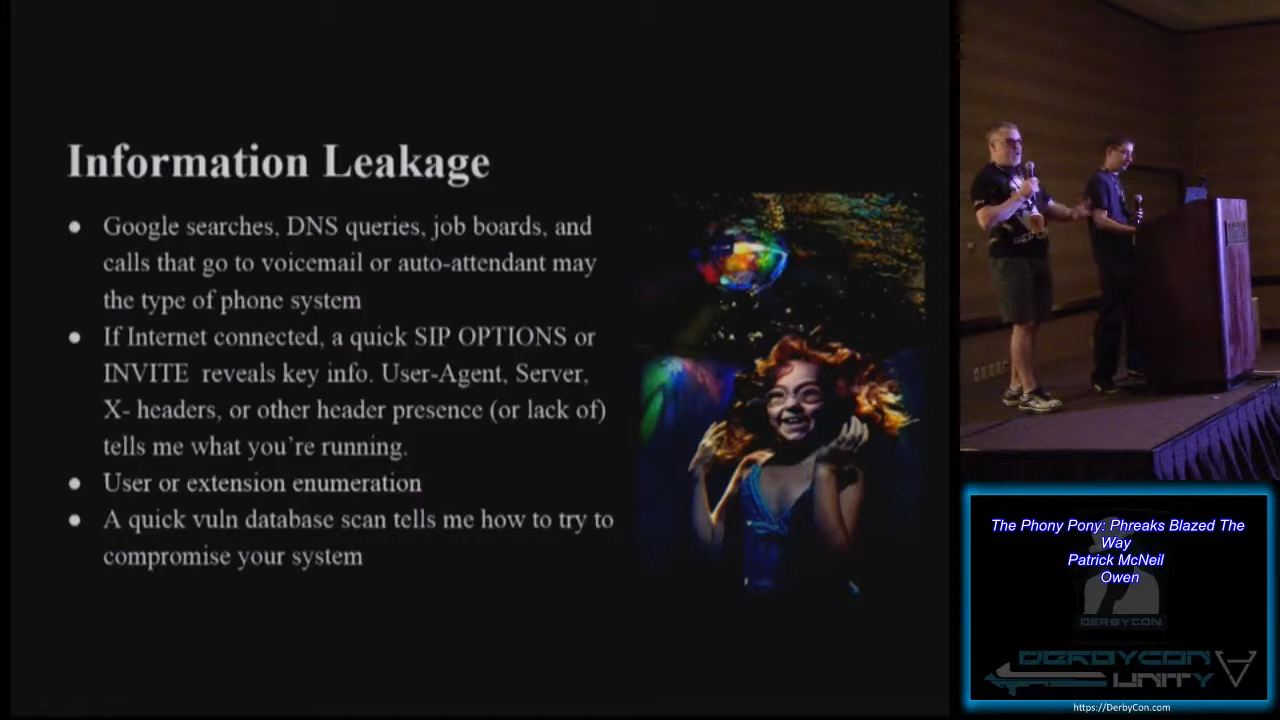 Information Leakage
● Google searches, DNS queries, job boards, and
calls that go to voicemail or auto-attendant may
the type of phone system
● If Internet connected, a quick SIP OPTIONS or
INVITE reveals key info. User-Agent, Server,
X- headers, or other header presence (or lack of)
tells me what you're running.
● User or extension enumeration
● A quick vuln database scan tells me how to try to
compromise your system
The Phony Pony: Phreaks Blazed The
Way
Patrick McNeil
Owen
DERBYCON
DERBYCON
UNITY
https://DerbyCon.com